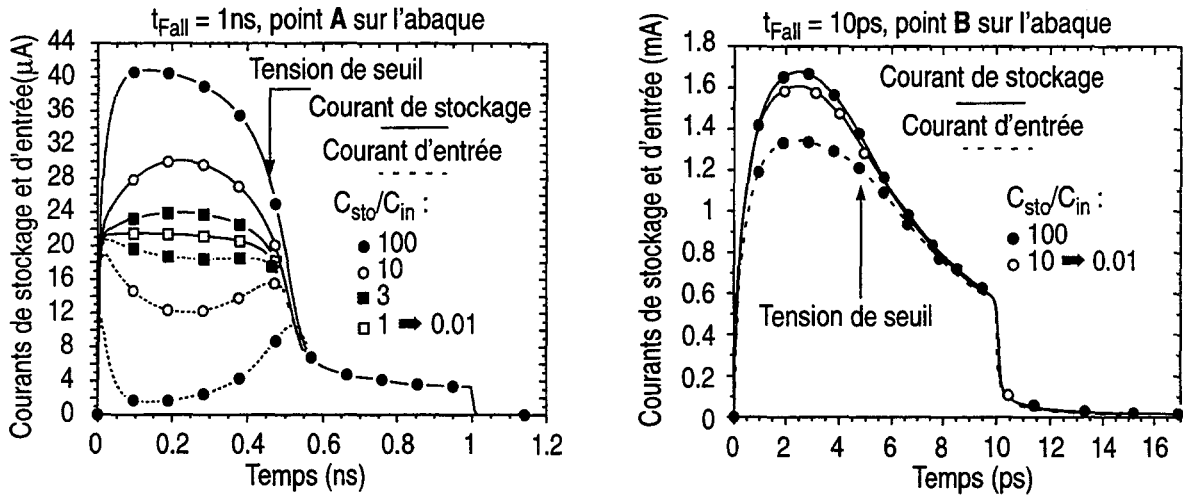 t_Fall = 1ns, point A sur l'abaque
Courants de stockage et d'entrée(µA)
44
40
36
32
28
24
20
16
12
8
4
0
Tension de seuil
Courant de stockage
Courant d'entrée
C_sto/C_in :
100
10
3
1 ➡ 0.01
0 0.2 0.4 0.6 0.8 1 1.2
Temps (ns)
t_Fall = 10ps, point B sur l'abaque
Courants de stockage et d'entrée (mA)
1.8
1.6
1.4
1.2
1
0.8
0.6
0.4
0.2
0
Courant de stockage
Courant d'entrée
C_sto/C_in :
100
10 ➡ 0.01
Tension de seuil
0 2 4 6 8 10 12 14 16
Temps (ps)